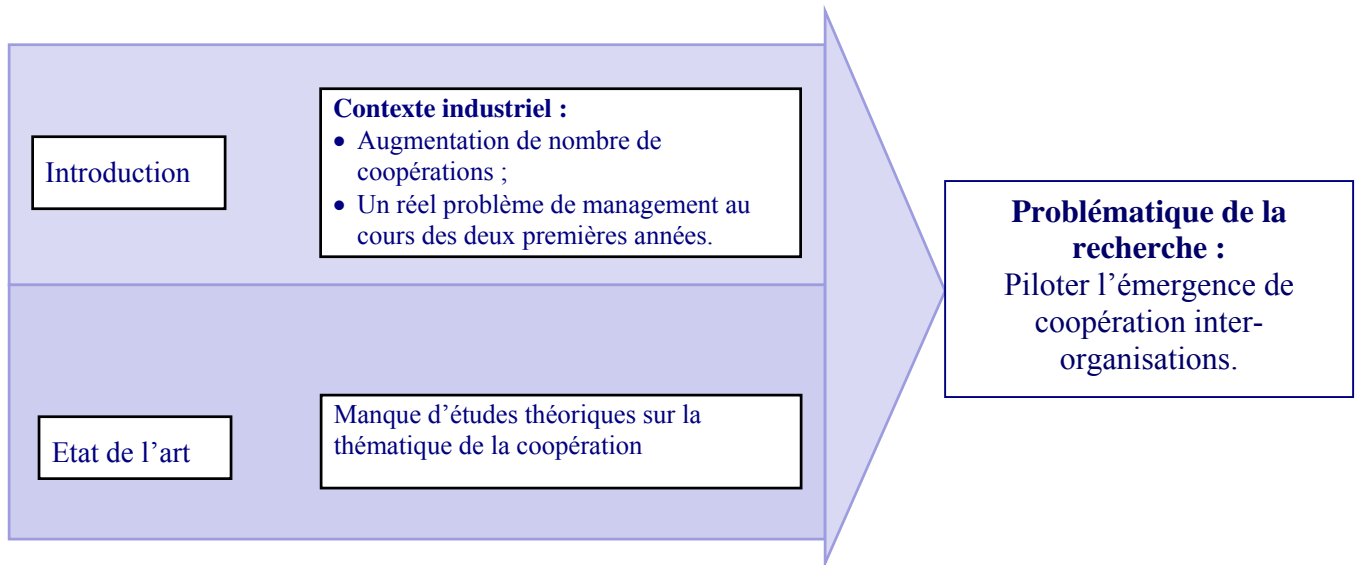 Introduction
Contexte industriel :
• Augmentation de nombre de
coopérations ;
• Un réel problème de management au
cours des deux premières années.
Etat de l’art
Manque d’études théoriques sur la
thématique de la coopération
Problématique de la
recherche :
Piloter l’émergence de
coopération inter-
organisations.